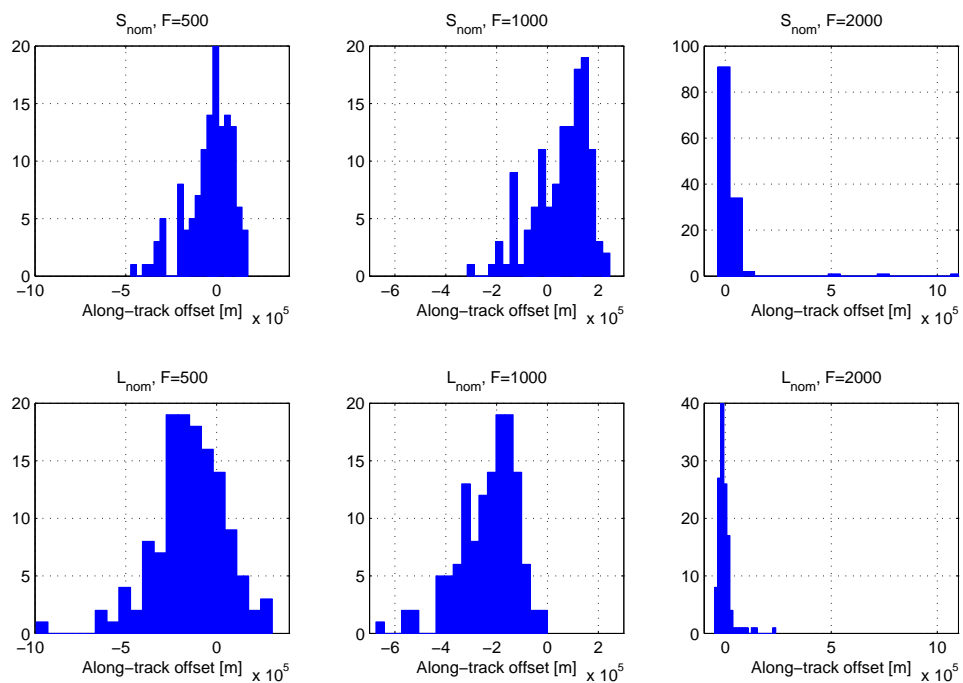 S_nom, F=500
20
15
10
5
0
−10
−5
0
Along−track offset [m]
x 10^5
S_nom, F=1000
20
15
10
5
0
−6
−4
−2
0
2
Along−track offset [m]
x 10^5
S_nom, F=2000
100
80
60
40
20
0
0
5
10
Along−track offset [m]
x 10^5
L_nom, F=500
20
15
10
5
0
−10
−5
0
Along−track offset [m]
x 10^5
L_nom, F=1000
20
15
10
5
0
−6
−4
−2
0
2
Along−track offset [m]
x 10^5
L_nom, F=2000
40
30
20
10
0
0
5
10
Along−track offset [m]
x 10^5